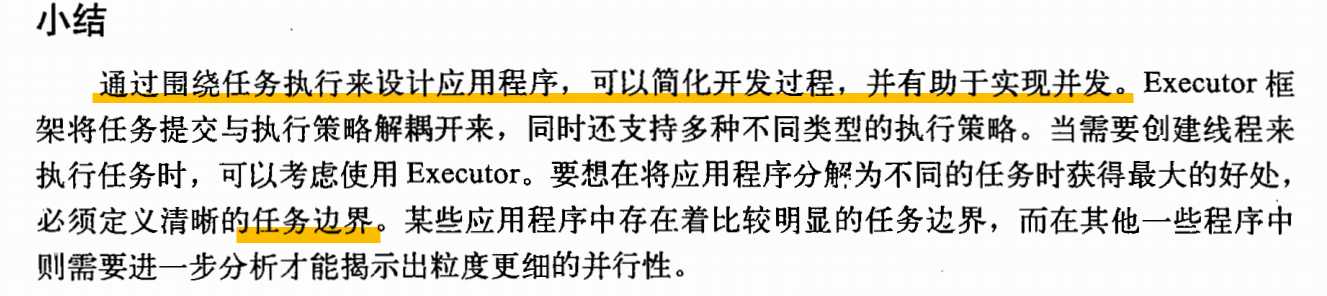 小结
通过围绕任务执行来设计应用程序，可以简化开发过程，并有助于实现并发。Executor 框
架将任务提交与执行策略解耦开来，同时还支持多种不同类型的执行策略。当需要创建线程来
执行任务时，可以考虑使用 Executor。要想在将应用程序分解为不同的任务时获得最大的好处，
必须定义清晰的任务边界。某些应用程序中存在着比较明显的任务边界，而在其他一些程序中
则需要进一步分析才能揭示出粒度更细的并行性。